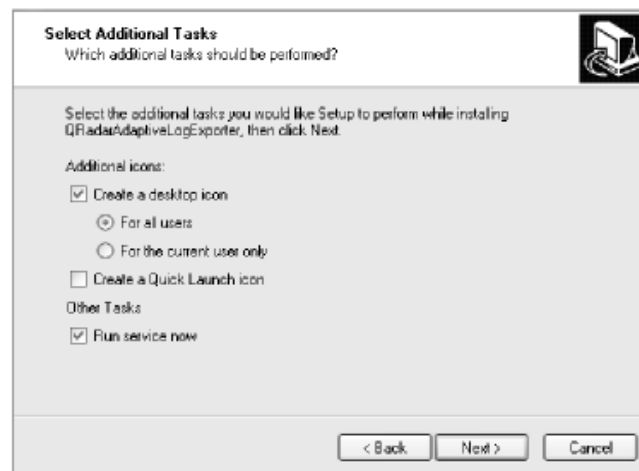 Select Additional Tasks
Which additional tasks should be performed?
Select the additional tasks you would like Setup to perform while installing
QRadarAdaptiveLogExporter, then click Next.
Additional icons:
Create a desktop icon
For all users
For the current user only
Create a Quick Launch icon
Other Tasks
Run service now
< Back
Next >
Cancel